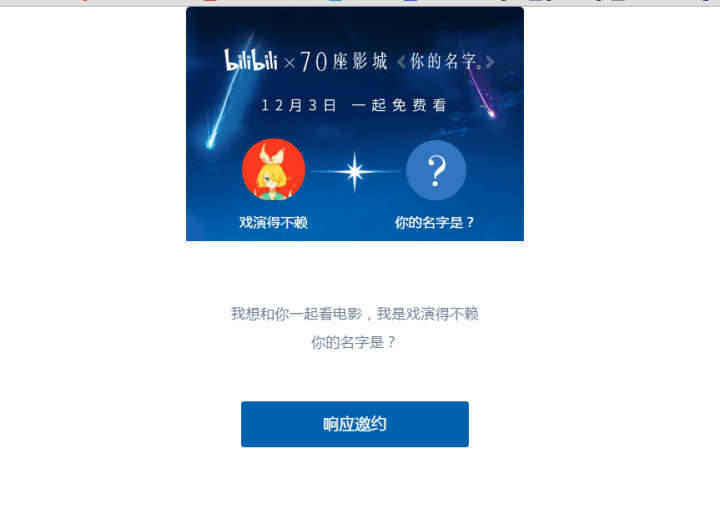 bilibili×70座影城《你的名字。》
12月3日 一起免费看
?
戏演得不赖 你的名字是？
我想和你一起看电影，我是戏演得不赖
你的名字是？
响应邀约